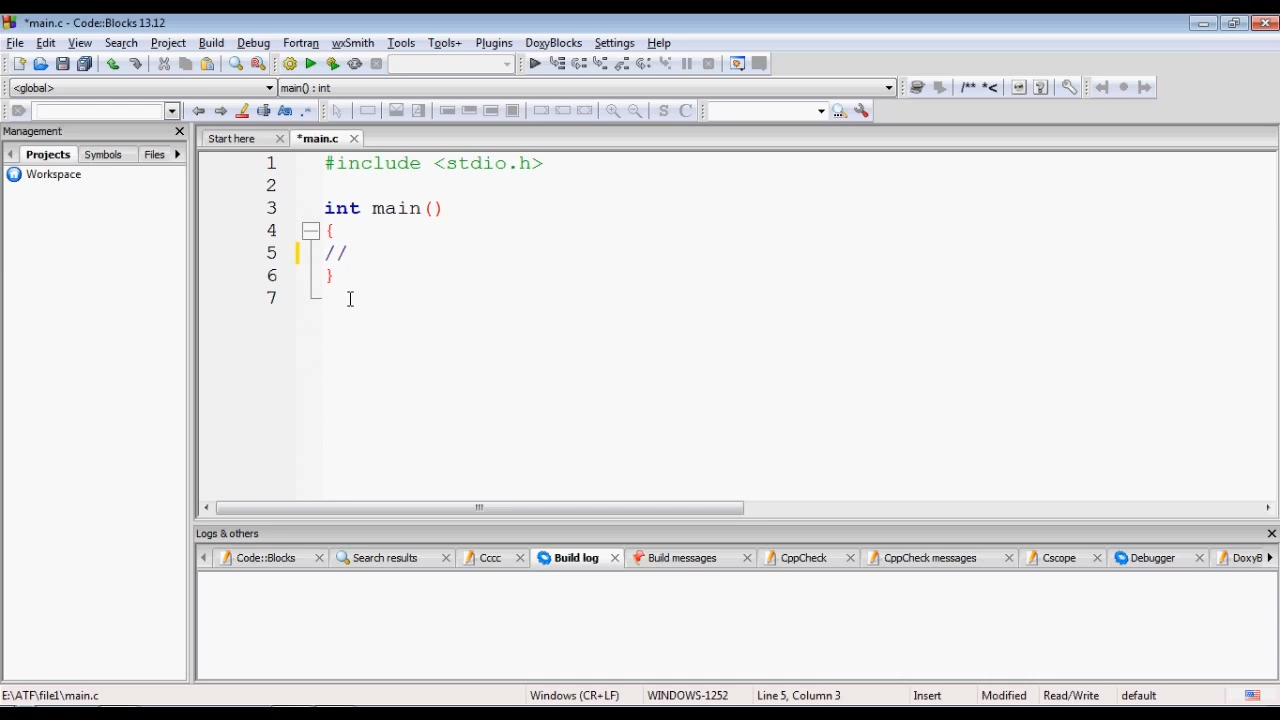 *main.c - Code::Blocks 13.12
File Edit View Search Project Build Debug Fortran wxSmith Tools Tools+ Plugins DoxyBlocks Settings Help
<global> main() : int
/** *<
.*
S C
Management
Start here *main.c
Projects Symbols Files
Workspace
1 #include <stdio.h>
2
3 int main()
4 {
5 //
6 }
7
Logs & others
Code::Blocks Search results Cccc Build log Build messages CppCheck CppCheck messages Cscope Debugger DoxyB
E:\ATF\file1\main.c Windows (CR+LF) WINDOWS-1252 Line 5, Column 3 Insert Modified Read/Write default